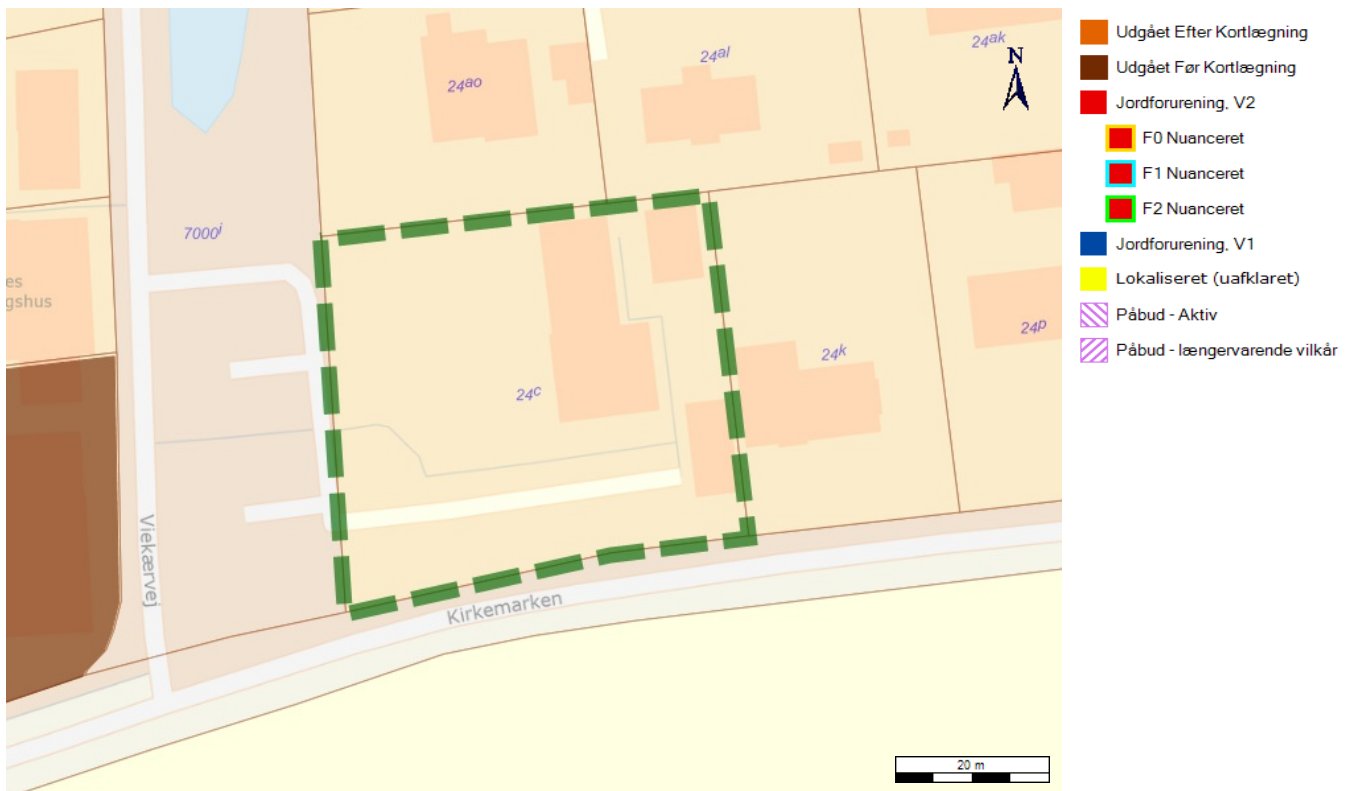 24ao
24al
24ak
N
7000i
es
gshus
24c
24k
24p
Viekærvej
Kirkemarken
20 m
Udgået Efter Kortlægning
Udgået Før Kortlægning
Jordforurening, V2
F0 Nuanceret
F1 Nuanceret
F2 Nuanceret
Jordforurening, V1
Lokaliseret (uafklaret)
Påbud - Aktiv
Påbud - længervarende vilkår